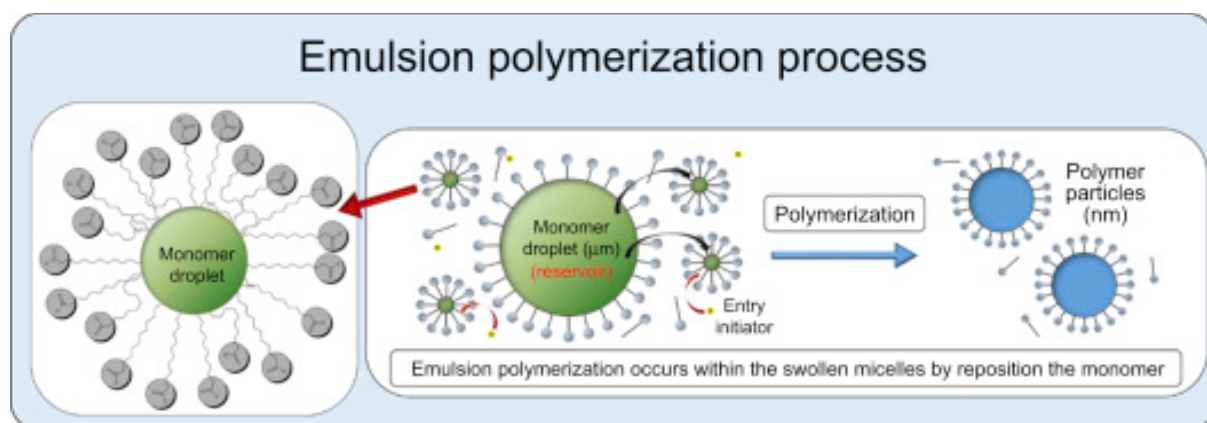 Emulsion polymerization process
Monomer
droplet
Monomer
droplet (μm)
(reservoir)
Entry
initiator
Polymerization
Polymer
particles
(nm)
Emulsion polymerization occurs within the swollen micelles by reposition the monomer